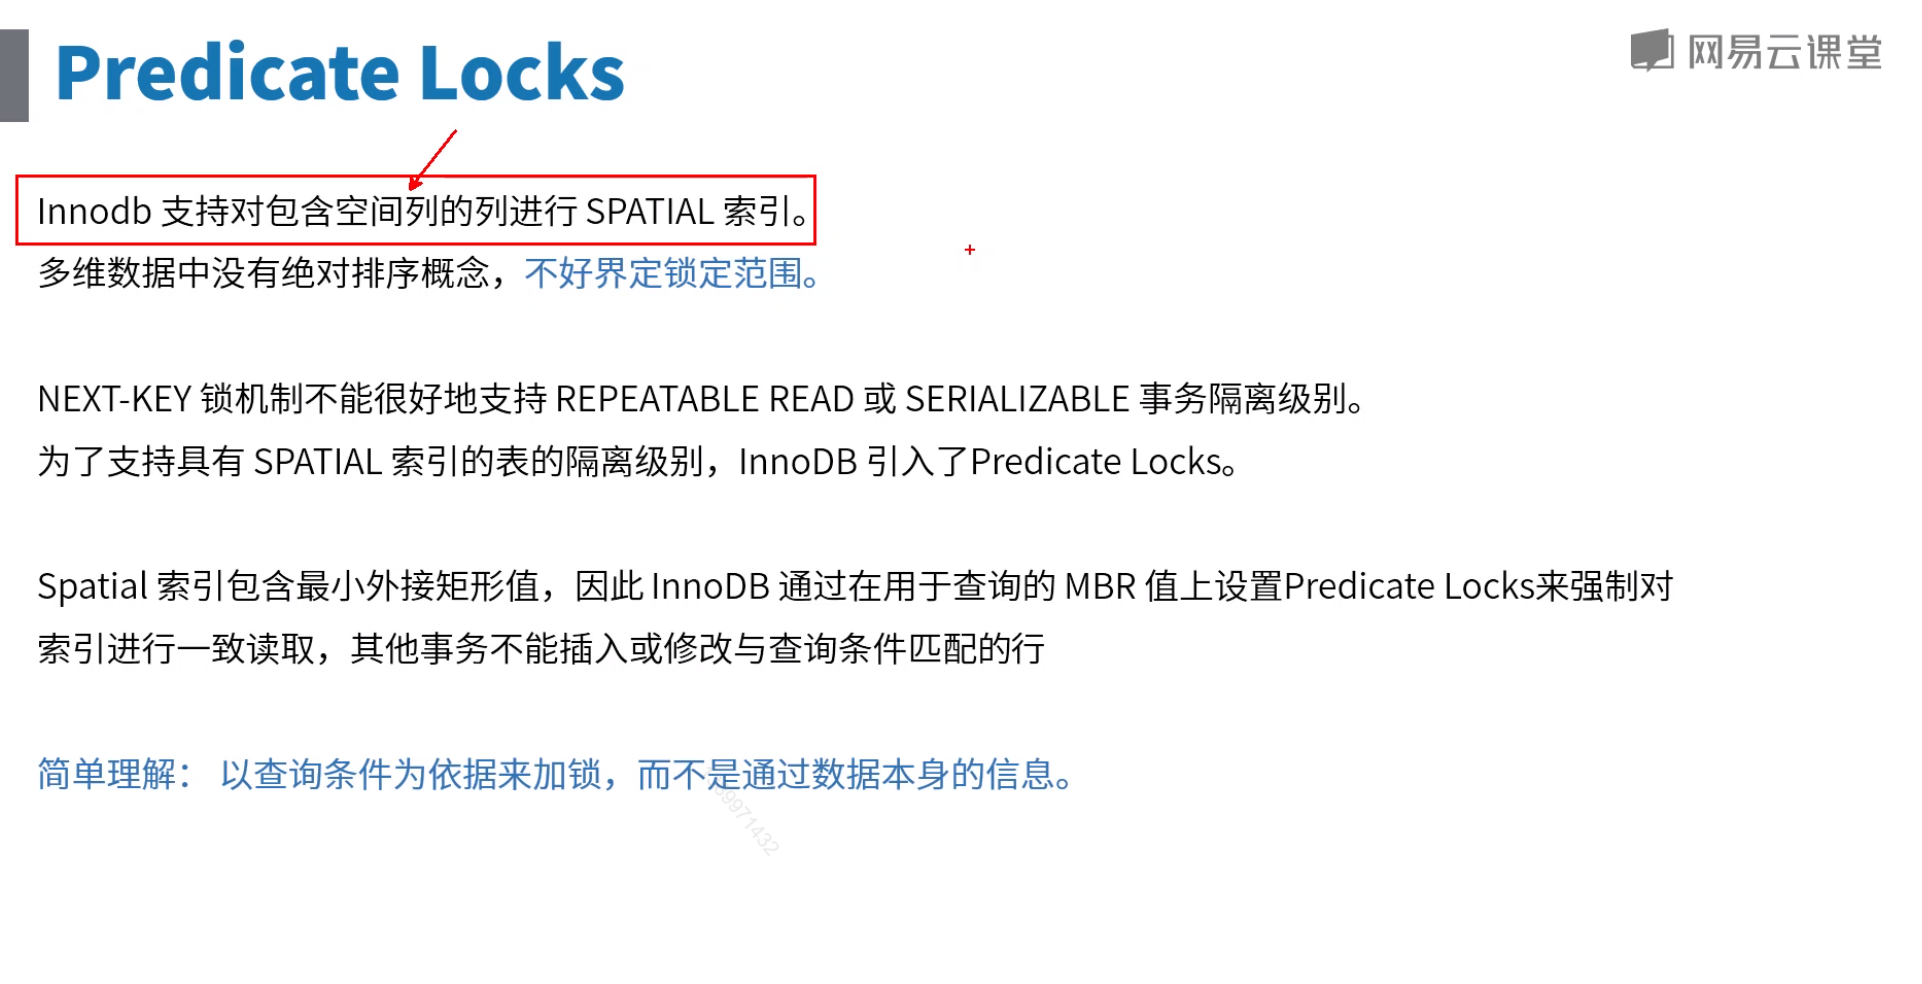 Predicate Locks
网易云课堂
Innodb 支持对包含空间列的列进行 SPATIAL 索引。
多维数据中没有绝对排序概念，不好界定锁定范围。
NEXT-KEY 锁机制不能很好地支持 REPEATABLE READ 或 SERIALIZABLE 事务隔离级别。
为了支持具有 SPATIAL 索引的表的隔离级别，InnoDB 引入了Predicate Locks。
Spatial 索引包含最小外接矩形值，因此 InnoDB 通过在用于查询的 MBR 值上设置Predicate Locks来强制对
索引进行一致读取，其他事务不能插入或修改与查询条件匹配的行
简单理解： 以查询条件为依据来加锁，而不是通过数据本身的信息。